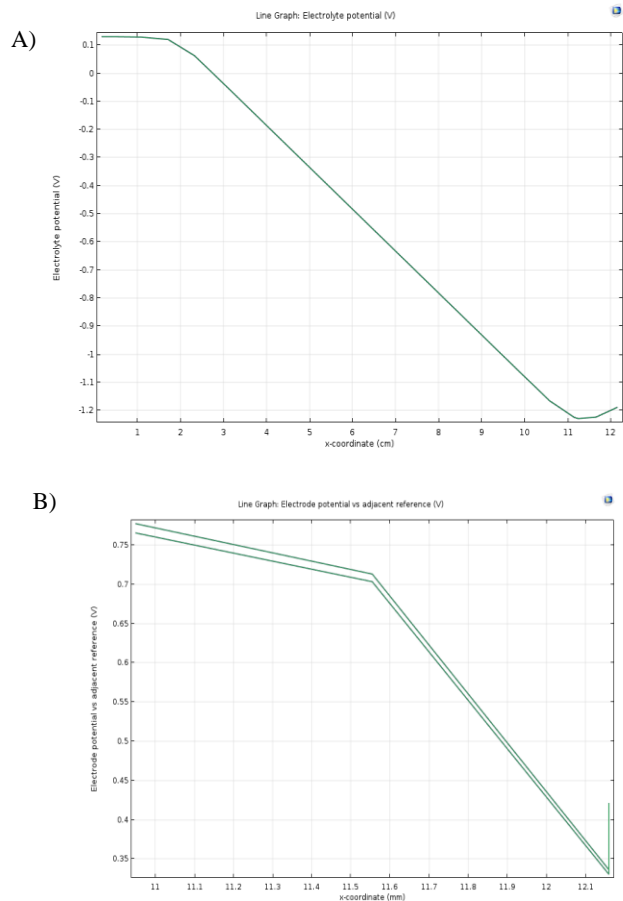 A)
Line Graph: Electrolyte potential (V)
0.1
0
-0.1
-0.2
-0.3
-0.4
-0.5
-0.6
-0.7
-0.8
-0.9
-1
-1.1
-1.2
Electrolyte potential (V)
1 2 3 4 5 6 7 8 9 10 11 12
x-coordinate (cm)
B)
Line Graph: Electrode potential vs adjacent reference (V)
0.75
0.7
0.65
0.6
0.55
0.5
0.45
0.4
0.35
Electrode potential vs adjacent reference (V)
11 11.1 11.2 11.3 11.4 11.5 11.6 11.7 11.8 11.9 12 12.1
x-coordinate (mm)